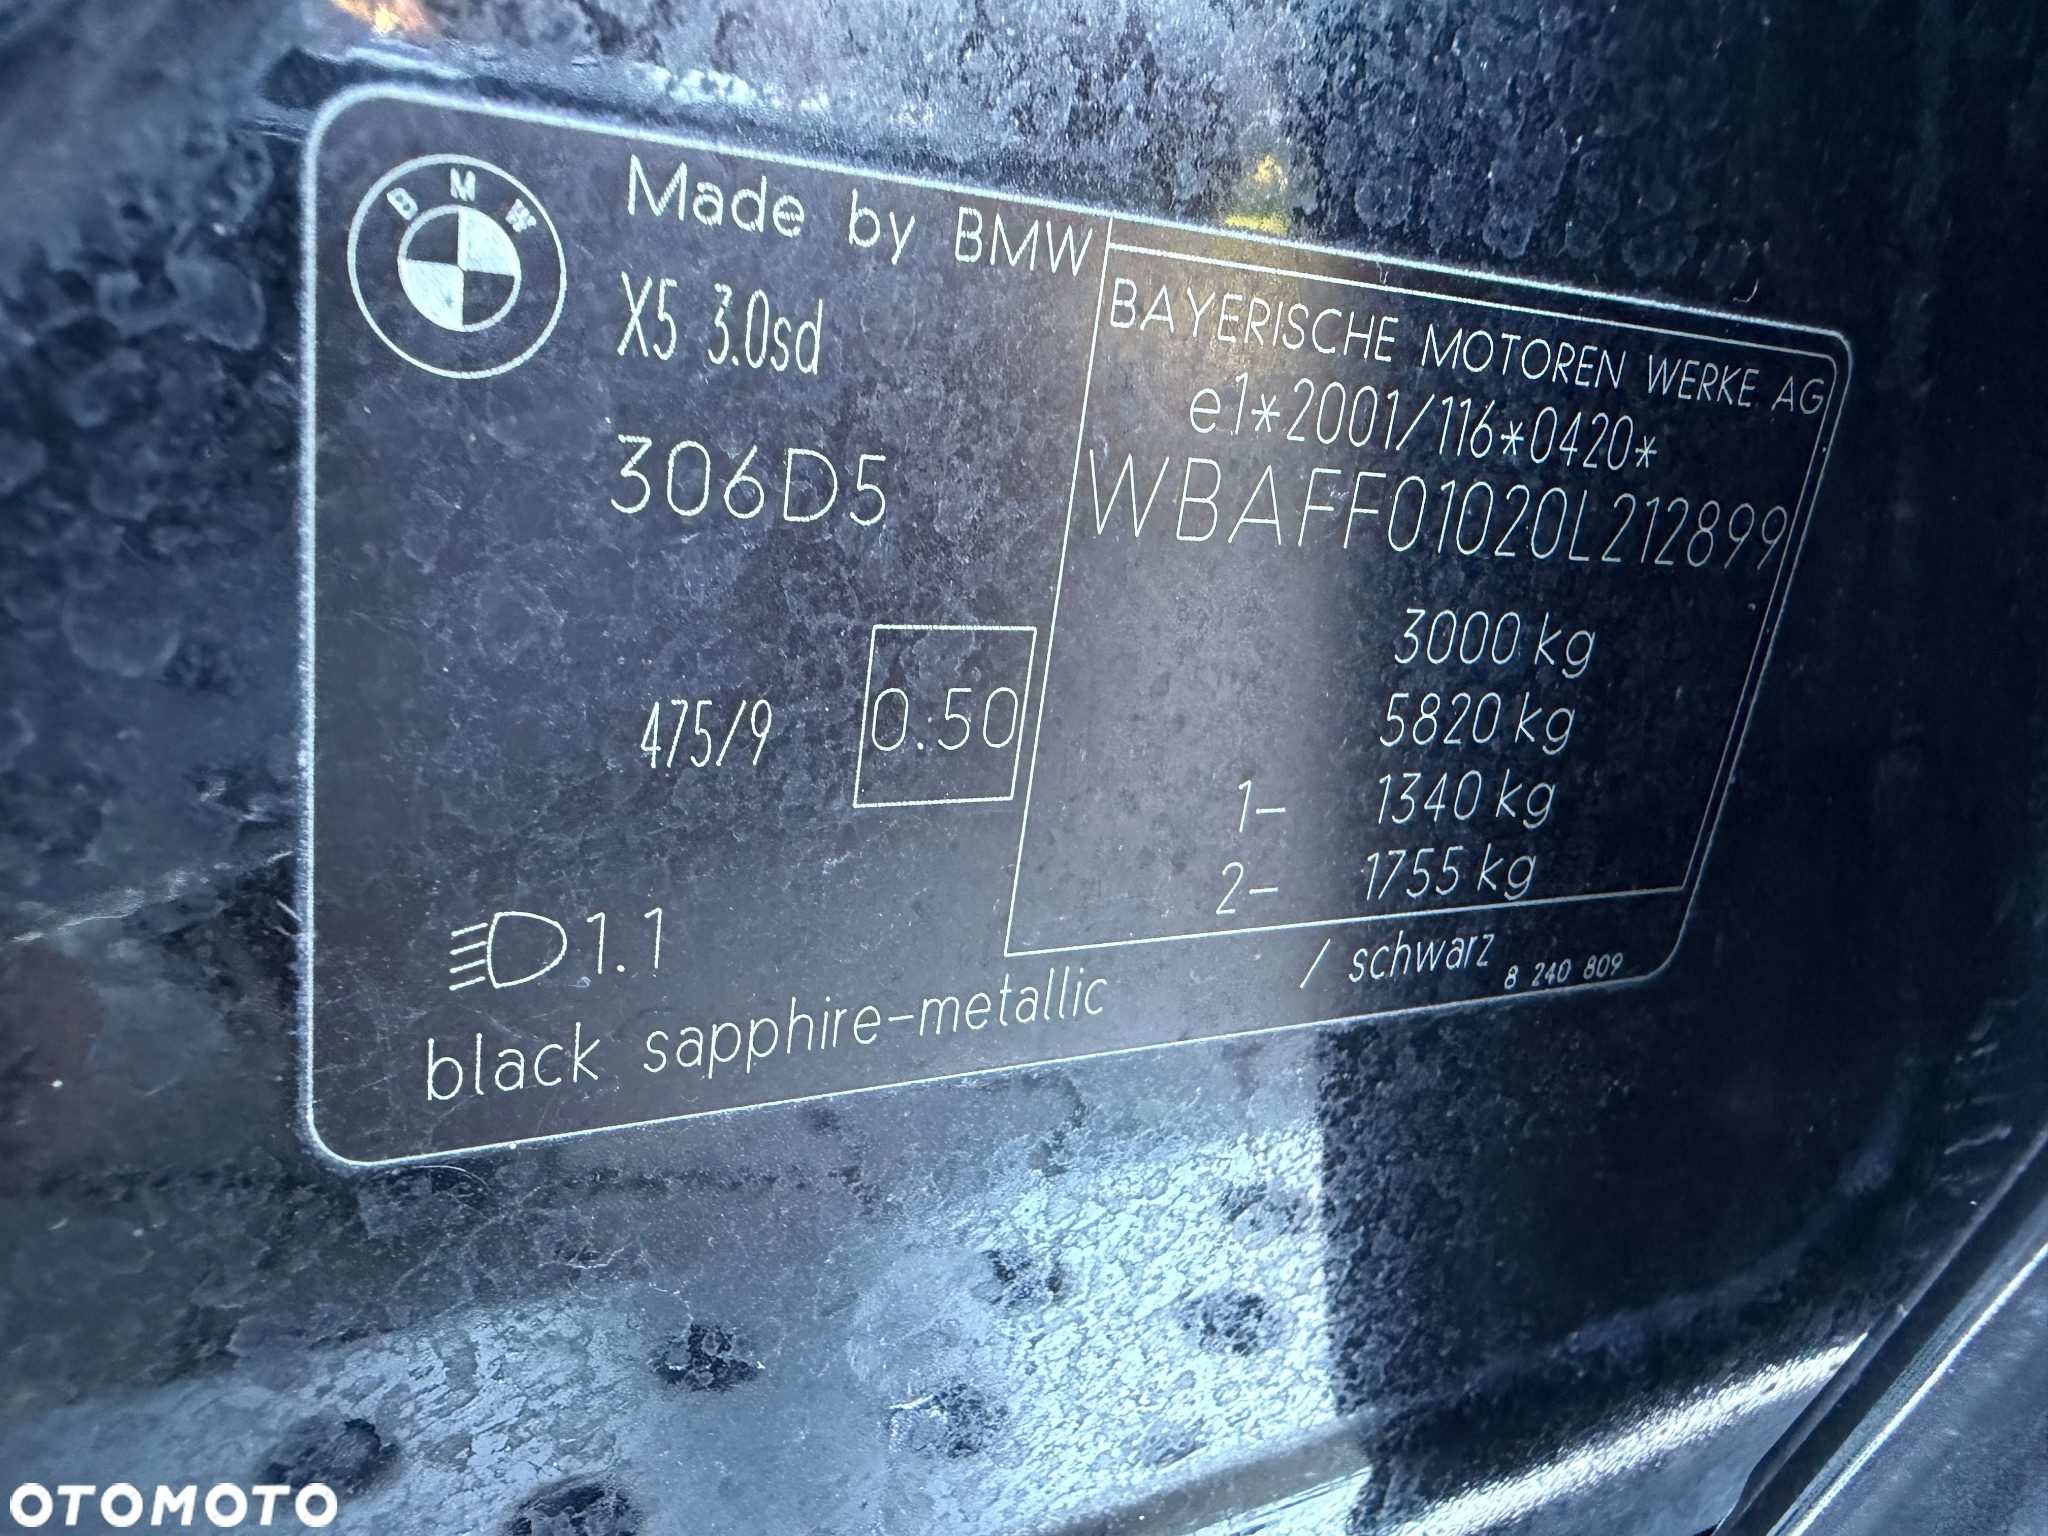 BMW
Made by BMW
X5 3.0sd
306D5
475/9
0.50
1.1
black sapphire-metallic / schwarz
8 240 809
BAYERISCHE MOTOREN WERKE AG
e1*2001/116*0420*
WBAFF01020L212899
3000 kg
5820 kg
1- 1340 kg
2- 1755 kg
OTOMOTO